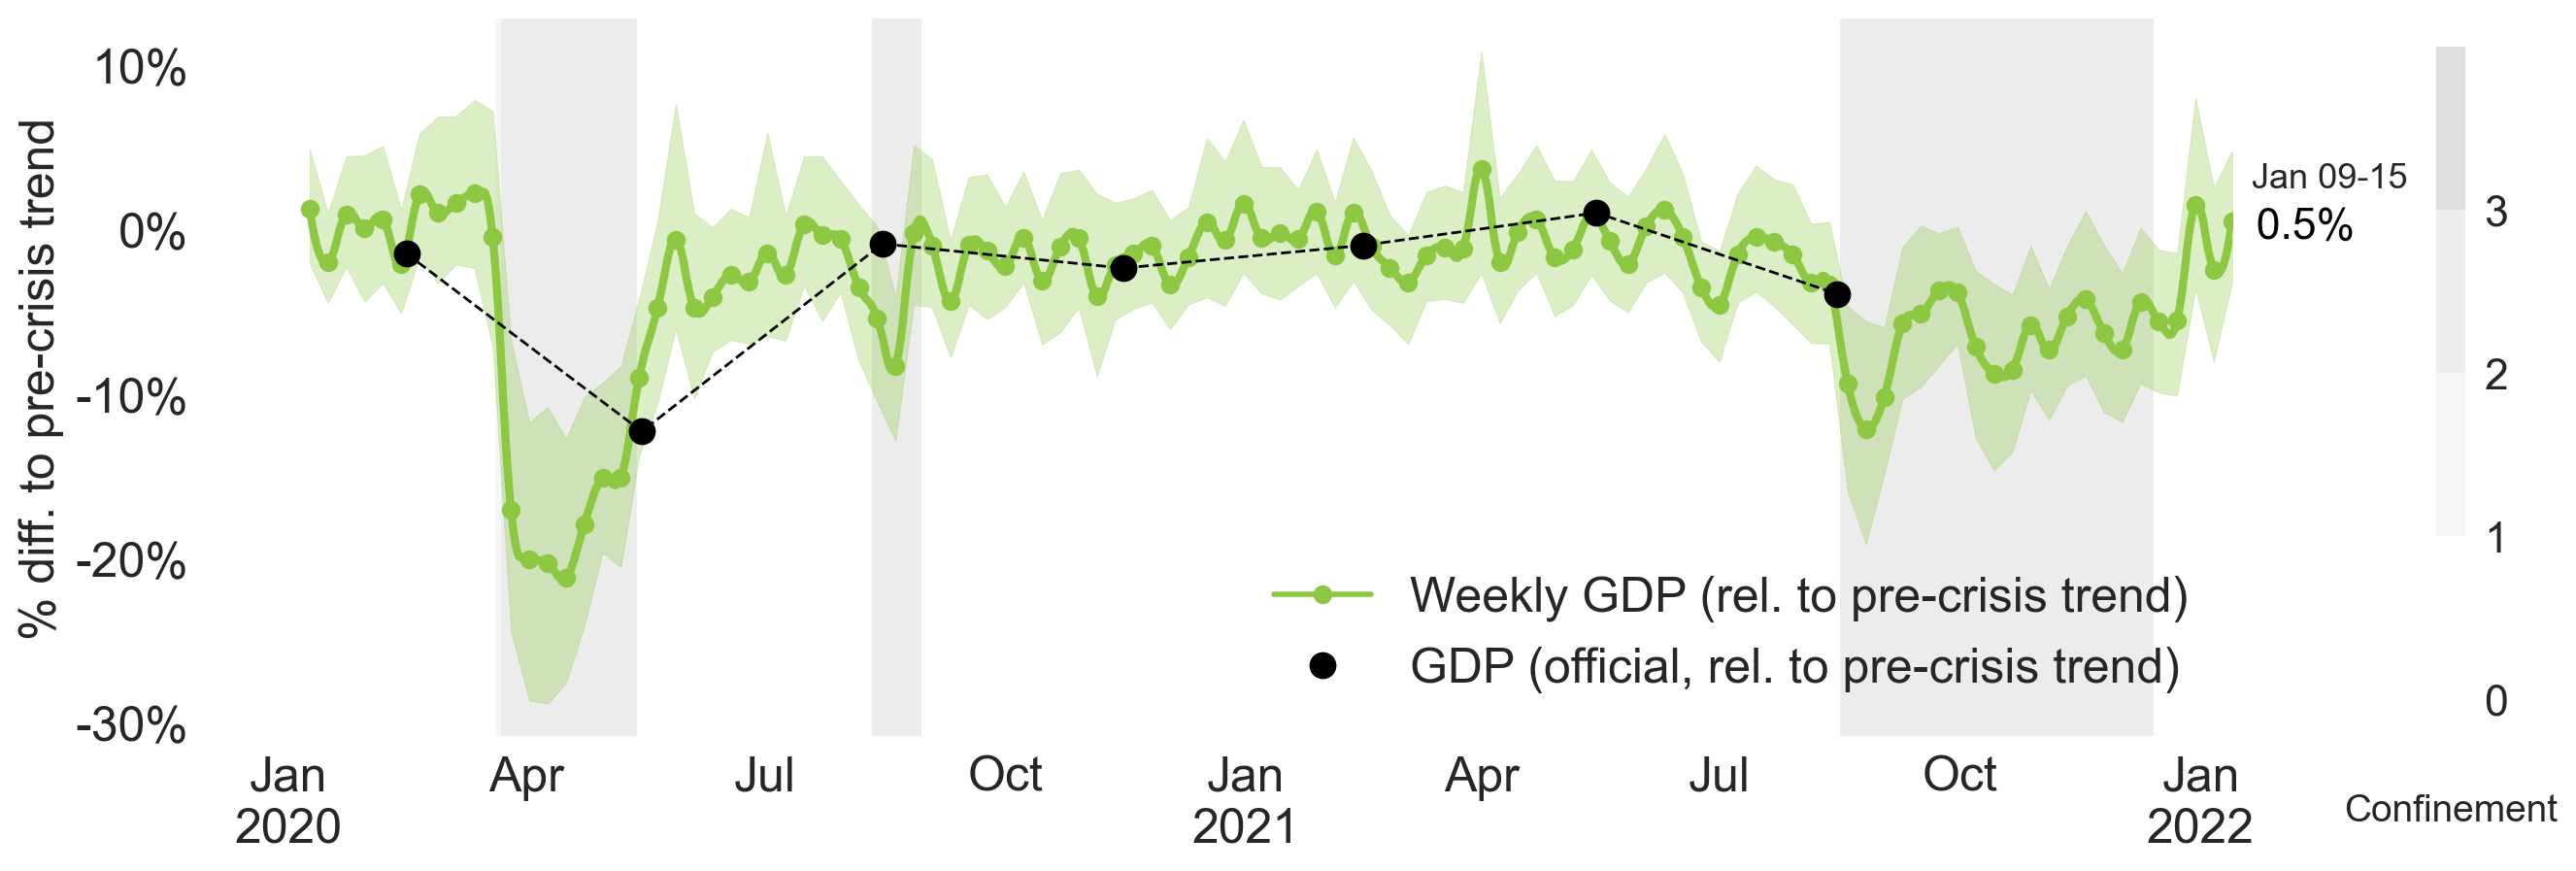 % diff. to pre-crisis trend
10%
0%
-10%
-20%
-30%
Jan 09-15
0.5%
3
2
1
0
Confinement
Weekly GDP (rel. to pre-crisis trend)
GDP (official, rel. to pre-crisis trend)
Jan Apr Jul Oct Jan Apr Jul Oct Jan
2020 2021 2022